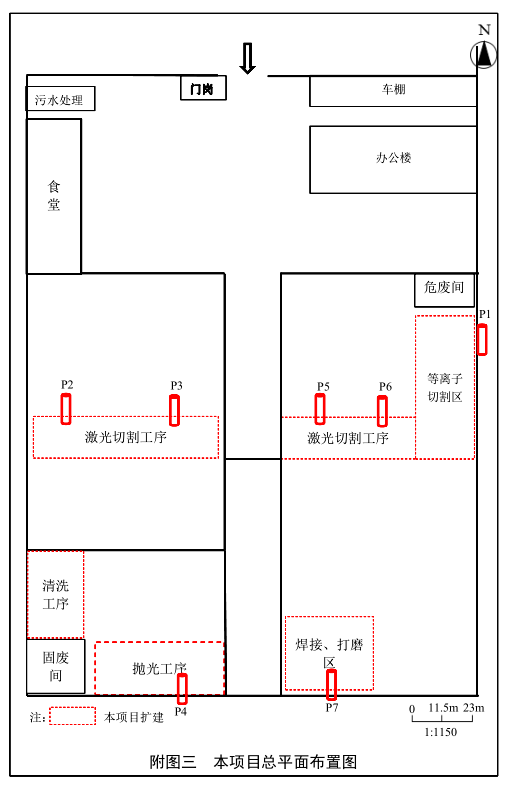 N
门岗
车棚
污水处理
办公楼
食
堂
危废间
P1
等离子
切割区
P2
P3
P5
P6
激光切割工序
激光切割工序
清洗
工序
焊接、打磨
区
固废
间
抛光工序
P4
P7
注：
本项目扩建
0 11.5m 23m
1:1150
附图三 本项目总平面布置图